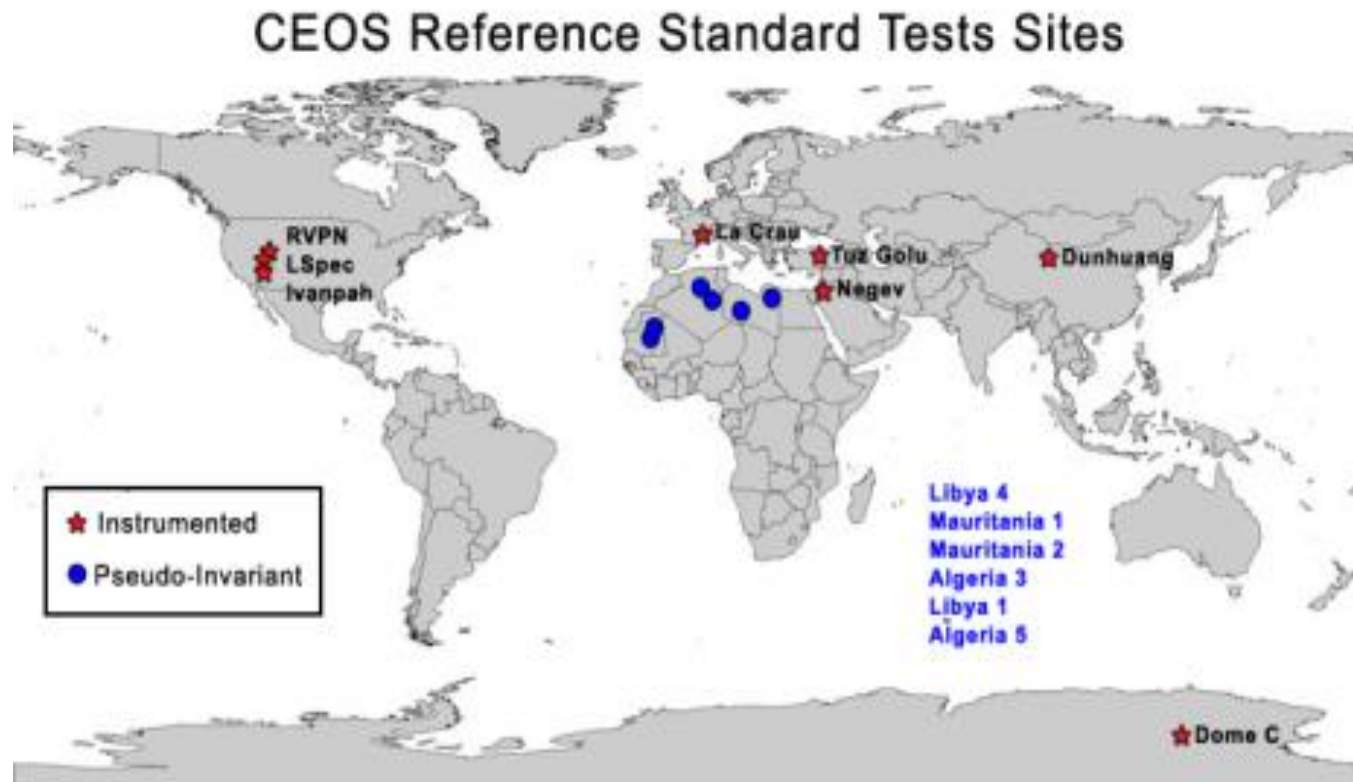 CEOS Reference Standard Tests Sites
RVPN
LSpec
Ivanpah
La Crau
Tuz Golu
Negev
Dunhuang
Instrumented
Pseudo-Invariant
Libya 4
Mauritania 1
Mauritania 2
Algeria 3
Libya 1
Algeria 5
Dome C